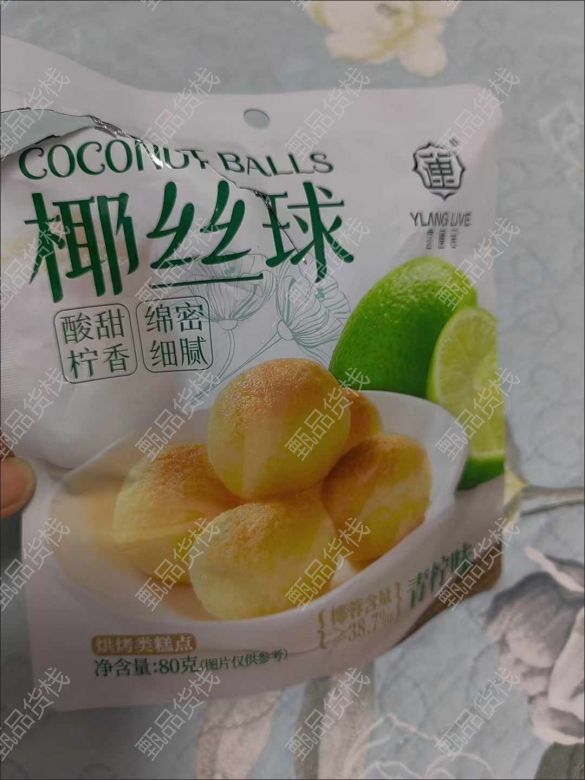 COCONUT BALLS
椰丝球
YLANG LIVE
酸甜
柠香
绵密
细腻
青柠味
椰蓉含量
≥38.7%
烘烤类糕点
净含量:80克(图片仅供参考)
甄品货栈